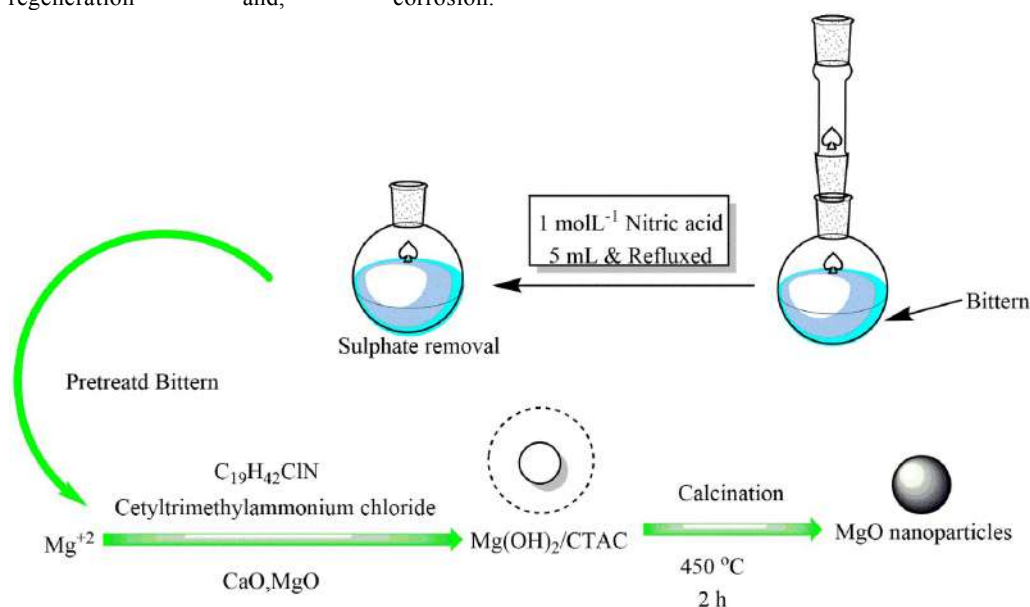 regeneration and, corrosion.
1 molL⁻¹ Nitric acid
5 mL & Refluxed
Bittern
Sulphate removal
Pretreatd Bittern
C₁₉H₄₂ClN
Cetyltrimethylammonium chloride
Mg⁺²
CaO,MgO
Mg(OH)₂/CTAC
Calcination
450 °C
2 h
MgO nanoparticles